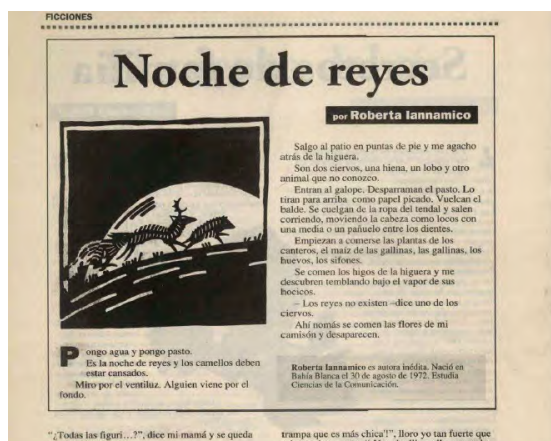 FICCIONES
Noche de reyes
por Roberta Iannamico
Pongo agua y pongo pasto.
Es la noche de reyes y los camellos deben
estar cansados.
Miro por el ventiluz. Alguien viene por el
fondo.
Salgo al patio en puntas de pie y me agacho
atrás de la higuera.
Son dos ciervos, una hiena, un lobo y otro
animal que no conozco.
Entran al galope. Desparraman el pasto. Lo
tiran para arriba como papel picado. Vuelcan el
balde. Se cuelgan de la ropa del tendal y salen
corriendo, moviendo la cabeza como locos con
una media o un pañuelo entre los dientes.
Empiezan a comerse las plantas de los
canteros, el maíz de las gallinas, las gallinas, los
huevos, los sifones.
Se comen los higos de la higuera y me
descubren temblando bajo el vapor de sus
hocicos.
– Los reyes no existen –dice uno de los
ciervos.
Ahí nomás se comen las flores de mi
camisón y desaparecen.
Roberta Iannamico es autora inédita. Nació en
Bahía Blanca el 30 de agosto de 1972. Estudia
Ciencias de la Comunicación.
"¿Todas las figuri...?", dice mi mamá y se queda
trampa que es más chica'!", lloro yo tan fuerte que